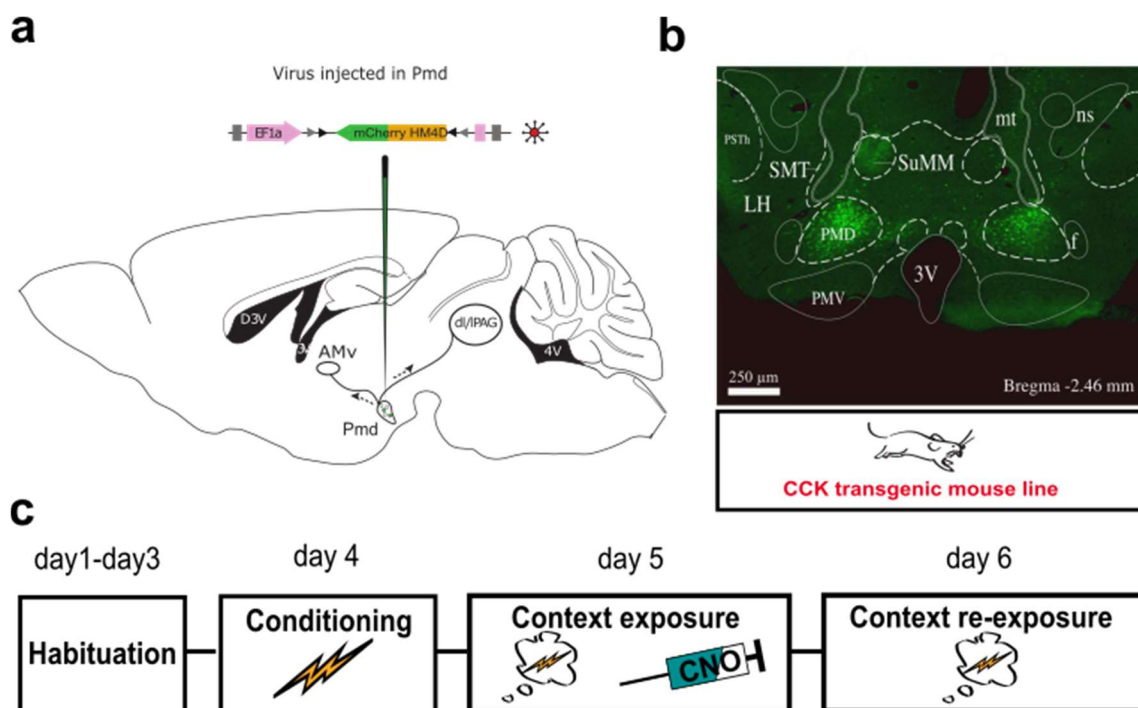 a
Virus injected in Pmd
EF1a
mCherry HM4D
D3V
AMv
dl/lPAG
4V
Pmd
b
PSTh
SMT
SuMM
mt
ns
LH
PMD
f
PMV
3V
250 µm
Bregma -2.46 mm
CCK transgenic mouse line
c
day1-day3
day 4
day 5
day 6
Habituation
Conditioning
Context exposure
CNO
Context re-exposure